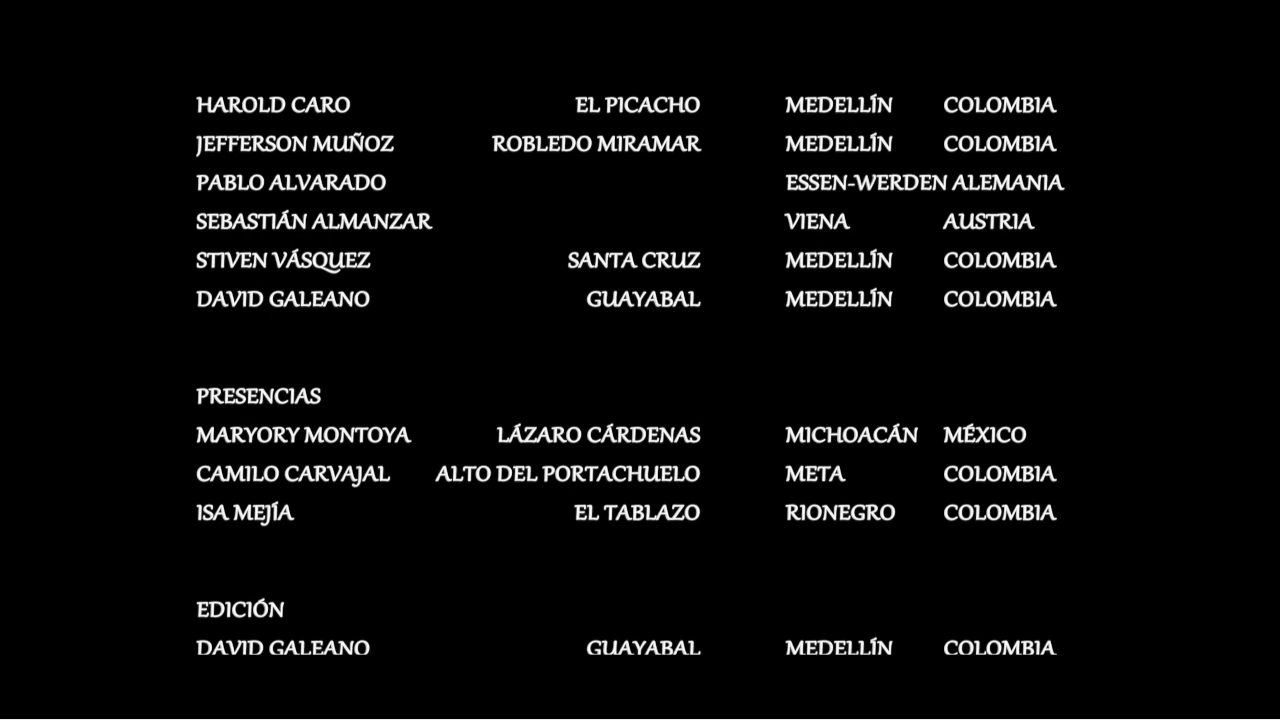 HAROLD CARO EL PICACHO MEDELLÍN COLOMBIA
JEFFERSON MUÑOZ ROBLEDO MIRAMAR MEDELLÍN COLOMBIA
PABLO ALVARADO ESSEN-WERDEN ALEMANIA
SEBASTIÁN ALMANZAR VIENA AUSTRIA
STIVEN VÁSQUEZ SANTA CRUZ MEDELLÍN COLOMBIA
DAVID GALEANO GUAYABAL MEDELLÍN COLOMBIA
PRESENCIAS
MARYORY MONTOYA LÁZARO CÁRDENAS MICHOACÁN MÉXICO
CAMILO CARVAJAL ALTO DEL PORTACHUELO META COLOMBIA
ISA MEJÍA EL TABLAZO RIONEGRO COLOMBIA
EDICIÓN
DAVID GALEANO GUAYABAL MEDELLÍN COLOMBIA